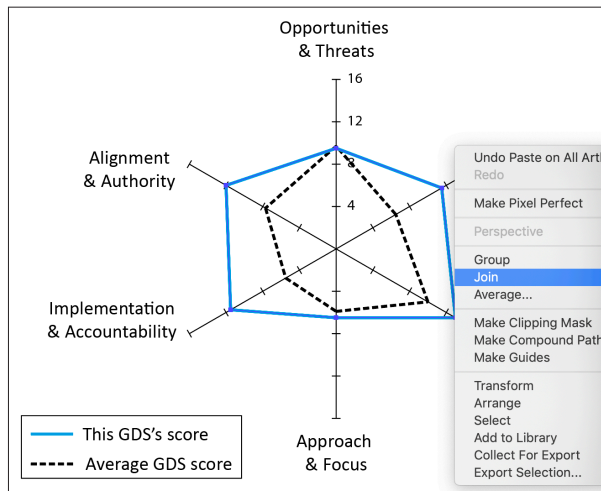 Opportunities
& Threats
16
12
8
4
Alignment
& Authority
Implementation
& Accountability
Approach
& Focus
This GDS's score
Average GDS score
Undo Paste on All
Redo
Make Pixel Perfect
Perspective
Group
Join
Average...
Make Clipping Mask
Make Compound Path
Make Guides
Transform
Arrange
Select
Add to Library
Collect For Export
Export Selection...